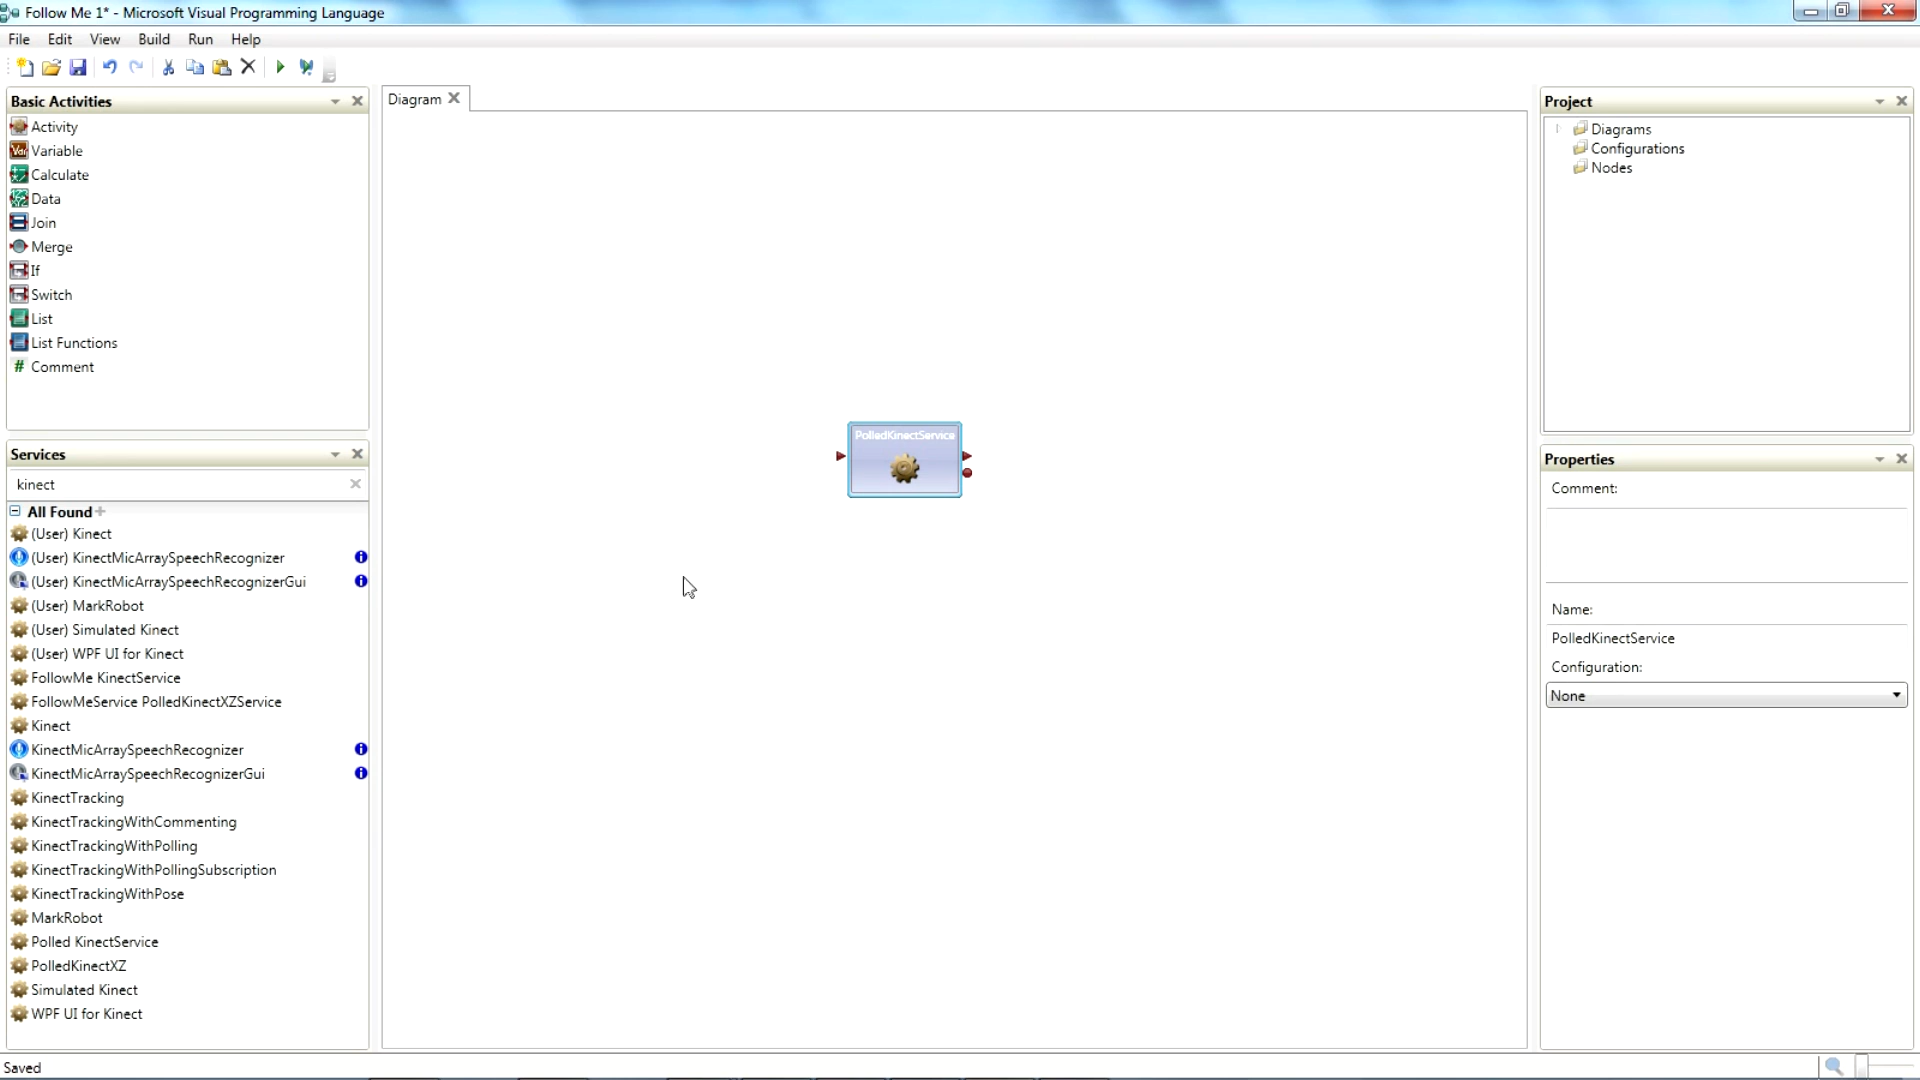 Follow Me 1* - Microsoft Visual Programming Language
File Edit View Build Run Help
Basic Activities
Activity
Variable
Calculate
Data
Join
Merge
If
Switch
List
List Functions
# Comment
Services
kinect
All Found
(User) Kinect
(User) KinectMicArraySpeechRecognizer
(User) KinectMicArraySpeechRecognizerGui
(User) MarkRobot
(User) Simulated Kinect
(User) WPF UI for Kinect
FollowMe KinectService
FollowMeService PolledKinectXZService
Kinect
KinectMicArraySpeechRecognizer
KinectMicArraySpeechRecognizerGui
KinectTracking
KinectTrackingWithCommenting
KinectTrackingWithPolling
KinectTrackingWithPollingSubscription
KinectTrackingWithPose
MarkRobot
Polled KinectService
PolledKinectXZ
Simulated Kinect
WPF UI for Kinect
Saved
Diagram
PolledKinectService
Project
Diagrams
Configurations
Nodes
Properties
Comment:
Name:
PolledKinectService
Configuration:
None